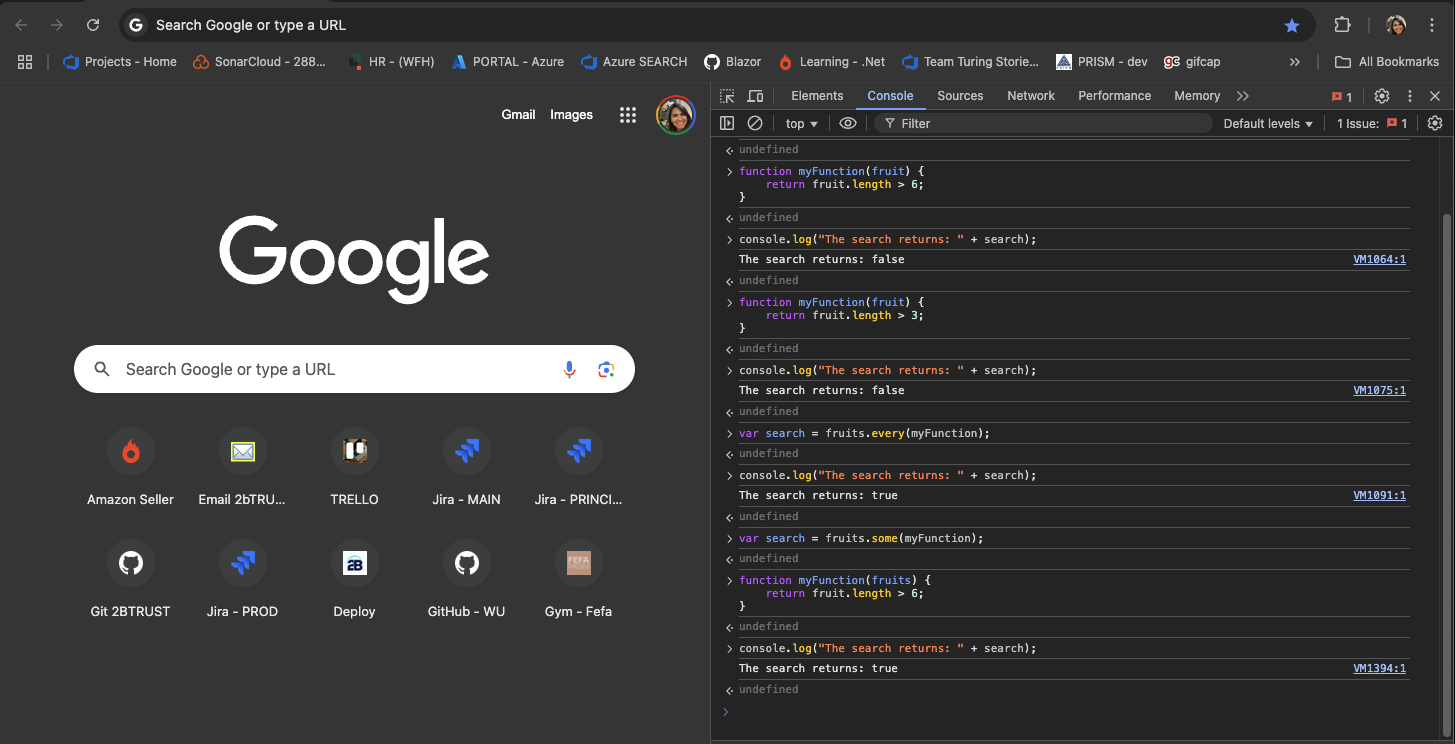 Search Google or type a URL
Projects - Home
SonarCloud - 288...
HR - (WFH)
PORTAL - Azure
Azure SEARCH
Blazor
Learning - .Net
Team Turing Storie...
PRISM - dev
gc gifcap
All Bookmarks
Gmail
Images
Google
Search Google or type a URL
Amazon Seller
Email 2bTRU...
TRELLO
Jira - MAIN
Jira - PRINCI...
FEFA
2B
Git 2BTRUST
Jira - PROD
Deploy
GitHub - WU
Gym - Fefa
Elements
Console
Sources
Network
Performance
Memory
1
top
Filter
Default levels
1 Issue:
1
undefined
function myFunction(fruit) {
return fruit.length > 6;
}
undefined
console.log("The search returns: " + search);
The search returns: false VM1064:1
undefined
function myFunction(fruit) {
return fruit.length > 3;
}
undefined
console.log("The search returns: " + search);
The search returns: false VM1075:1
undefined
var search = fruits.every(myFunction);
undefined
console.log("The search returns: " + search);
The search returns: true VM1091:1
undefined
var search = fruits.some(myFunction);
undefined
function myFunction(fruits) {
return fruit.length > 6;
}
undefined
console.log("The search returns: " + search);
The search returns: true VM1394:1
undefined